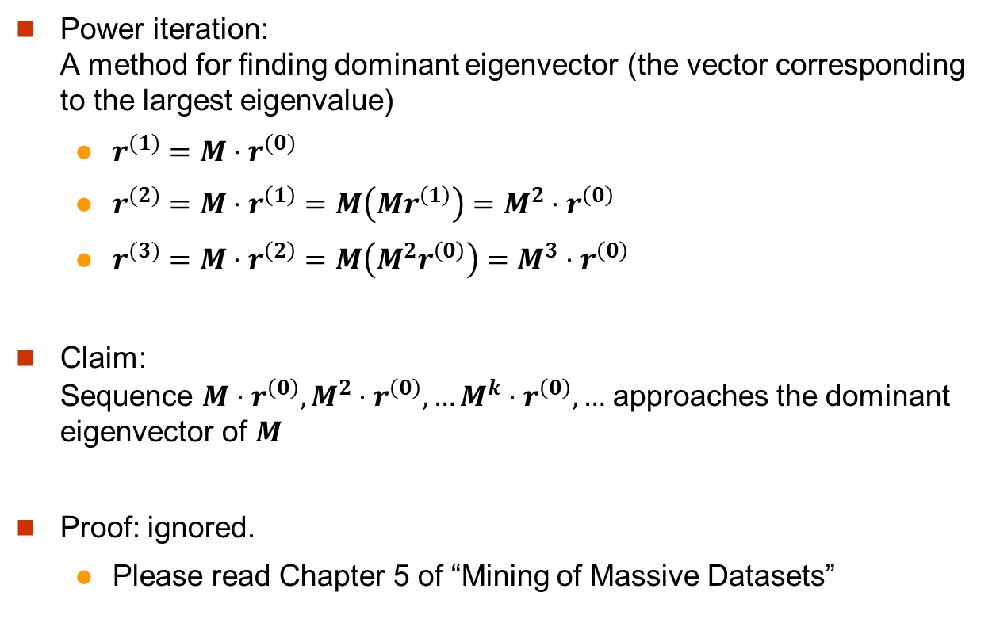 Power iteration:
A method for finding dominant eigenvector (the vector corresponding
to the largest eigenvalue)
r^(1) = M · r^(0)
r^(2) = M · r^(1) = M(Mr^(1)) = M^2 · r^(0)
r^(3) = M · r^(2) = M(M^2r^(0)) = M^3 · r^(0)
Claim:
Sequence M · r^(0), M^2 · r^(0), … M^k · r^(0), … approaches the dominant
eigenvector of M
Proof: ignored.
Please read Chapter 5 of “Mining of Massive Datasets”